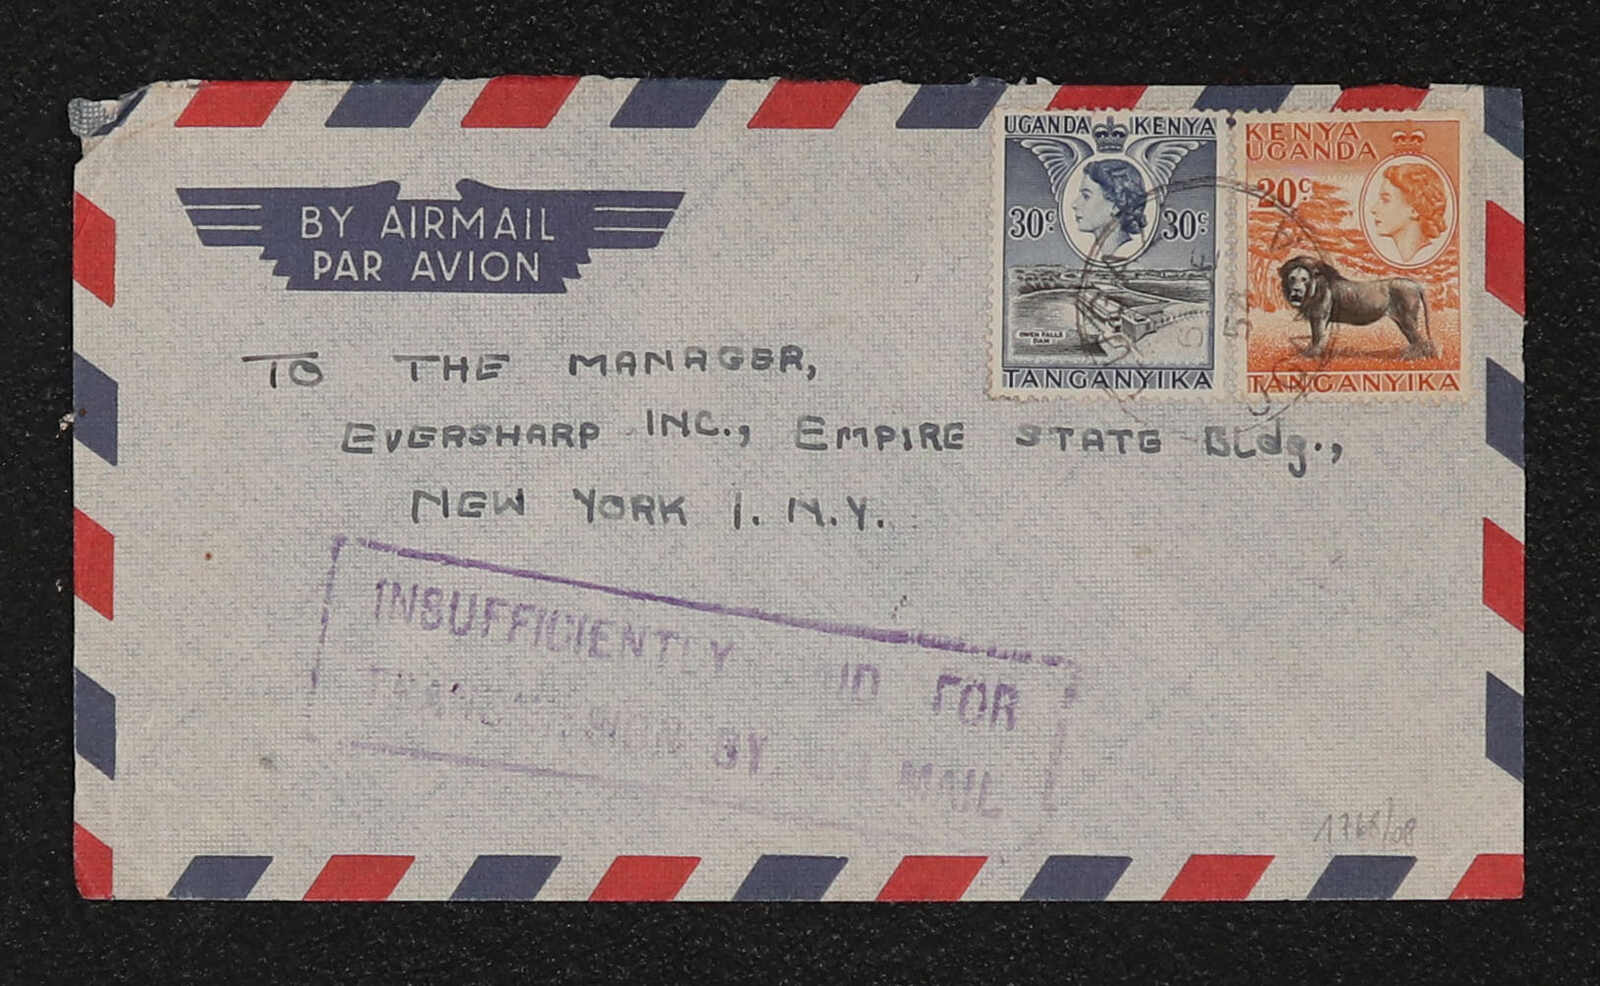 BY AIRMAIL
PAR AVION
UGANDA KENYA
30c 30c
OWEN FALLS
DAM
TANGANYIKA
KENYA
UGANDA
20c
TANGANYIKA
TO THE MANAGER,
EVERSHARP INC., EMPIRE STATE BLdg.,
NEW YORK 1. N.Y.
INSUFFICIENTLY FOR
BY MAIL